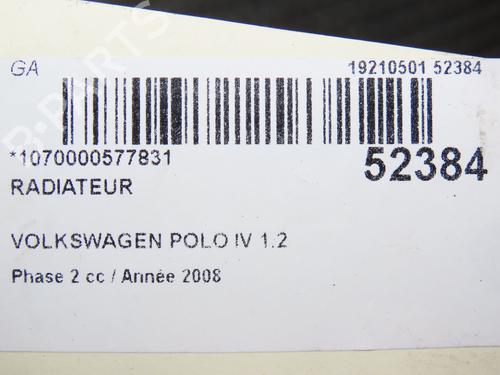 GA 19210501 52384
*1070000577831 52384
RADIATEUR
VOLKSWAGEN POLO IV 1.2
Phase 2 cc / Année 2008